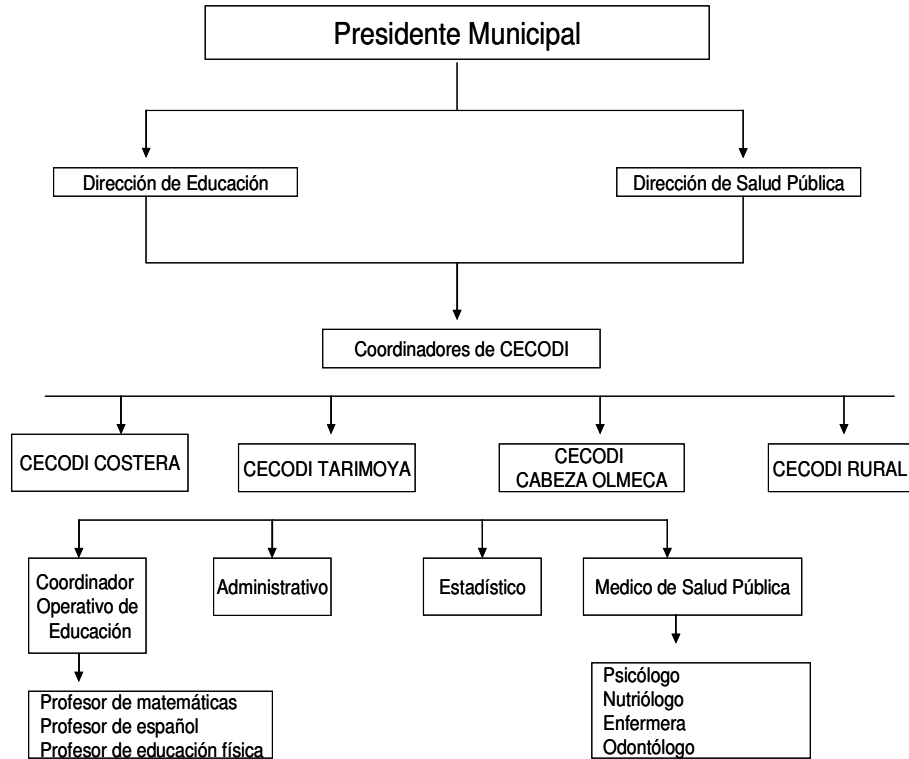 Presidente Municipal
Dirección de Educación
Dirección de Salud Pública
Coordinadores de CECODI
CECODI COSTERA
CECODI TARIMOYA
CECODI
CABEZA OLMECA
CECODI RURAL
Coordinador
Operativo de
Educación
Administrativo
Estadístico
Medico de Salud Pública
Profesor de matemáticas
Profesor de español
Profesor de educación física
Psicólogo
Nutriólogo
Enfermera
Odontólogo